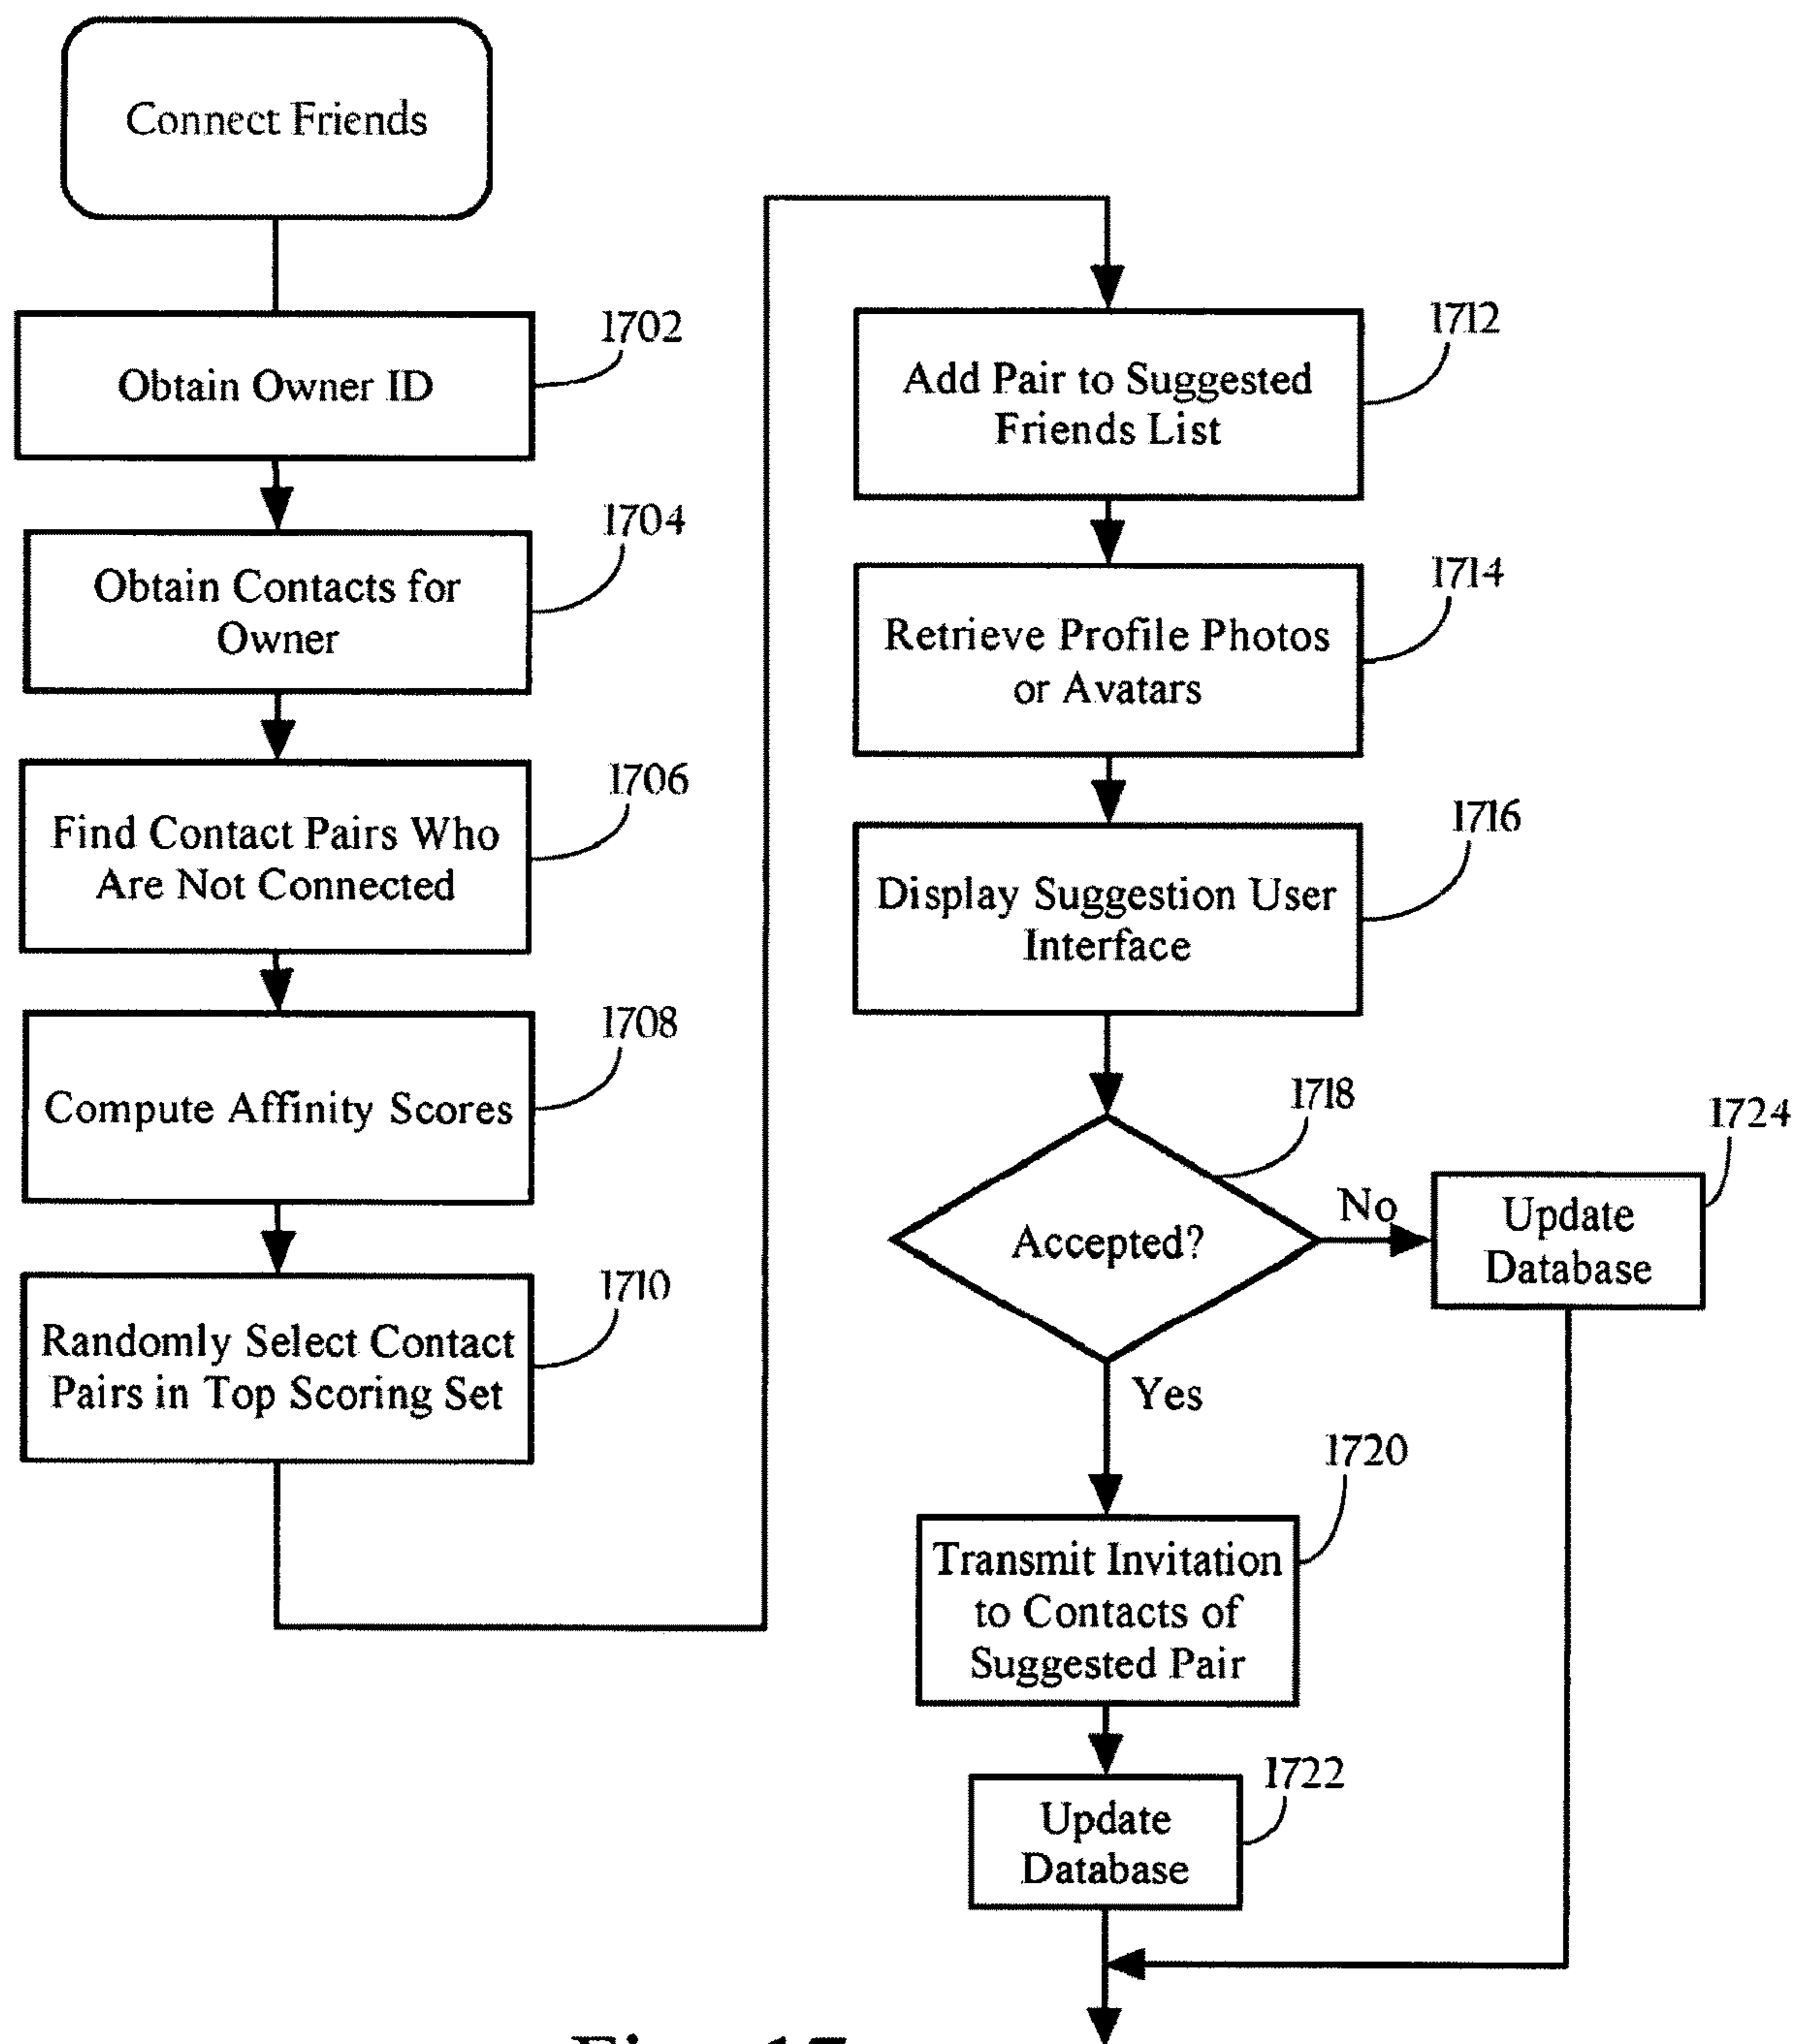 Connect Friends
1702
Obtain Owner ID
1704
Obtain Contacts for
Owner
1706
Find Contact Pairs Who
Are Not Connected
1708
Compute Affinity Scores
1710
Randomly Select Contact
Pairs in Top Scoring Set
1712
Add Pair to Suggested
Friends List
1714
Retrieve Profile Photos
or Avatars
1716
Display Suggestion User
Interface
1718
Accepted?
No
1724
Update
Database
Yes
1720
Transmit Invitation
to Contacts of
Suggested Pair
1722
Update
Database